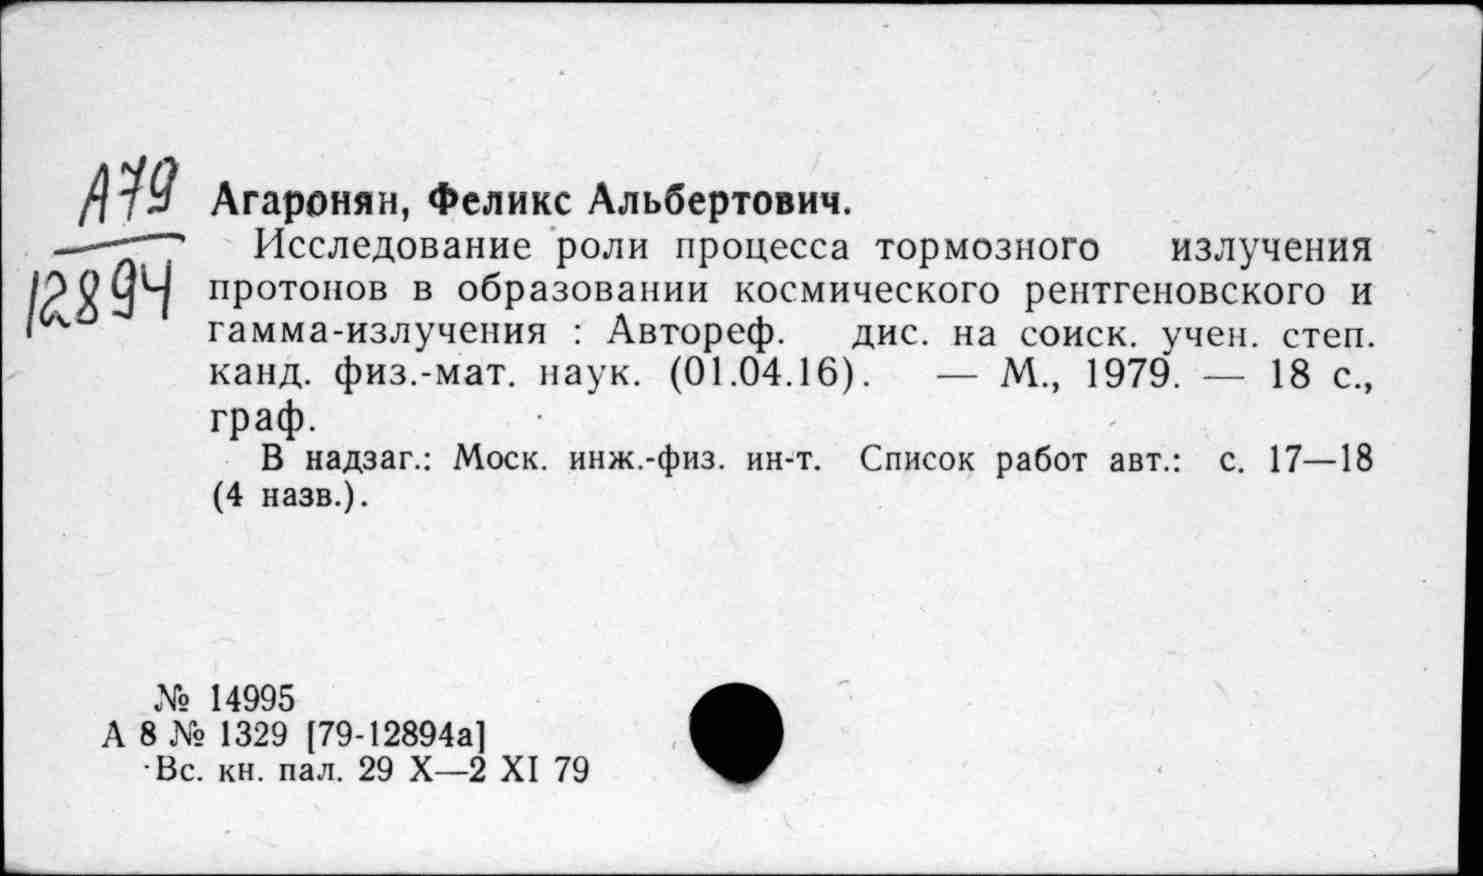 А79
12894
Агаронян, Феликс Альбертович.
Исследование роли процесса тормозного излучения
протонов в образовании космического рентгеновского и
гамма-излучения : Автореф. дис. на соиск. учен. степ.
канд. физ.-мат. наук. (01.04.16). — М., 1979. — 18 с.,
граф.
В надзаг.: Моск. инж.-физ. ин-т. Список работ авт.: с. 17—18
(4 назв.).
№ 14995
А 8 № 1329 [79-12894а]
Вс. кн. пал. 29 X—2 XI 79